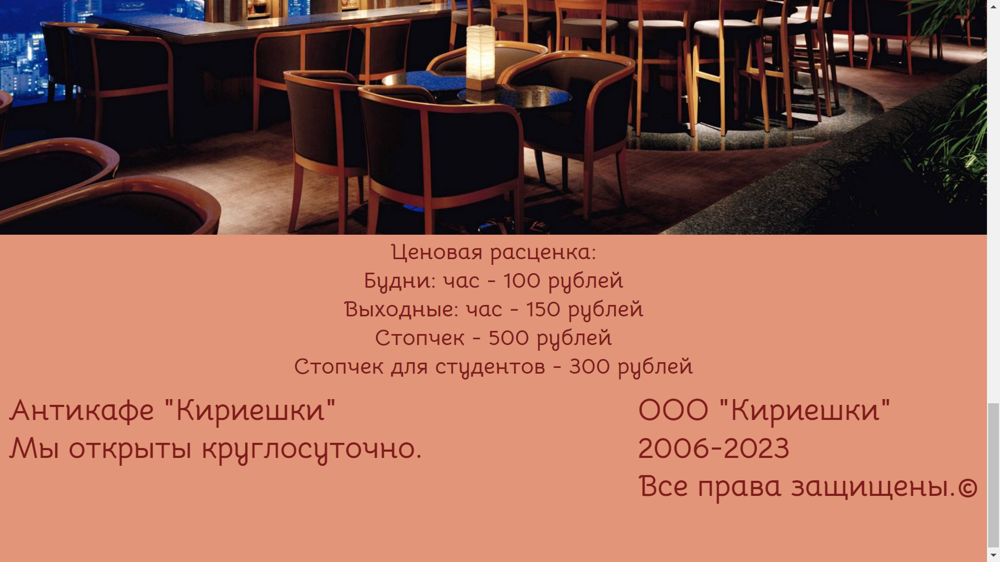 Ценовая расценка:
Будни: час - 100 рублей
Выходные: час - 150 рублей
Стопчек - 500 рублей
Стопчек для студентов - 300 рублей
Антикафе "Кириешки"
Мы открыты круглосуточно.
ООО "Кириешки"
2006-2023
Все права защищены.©